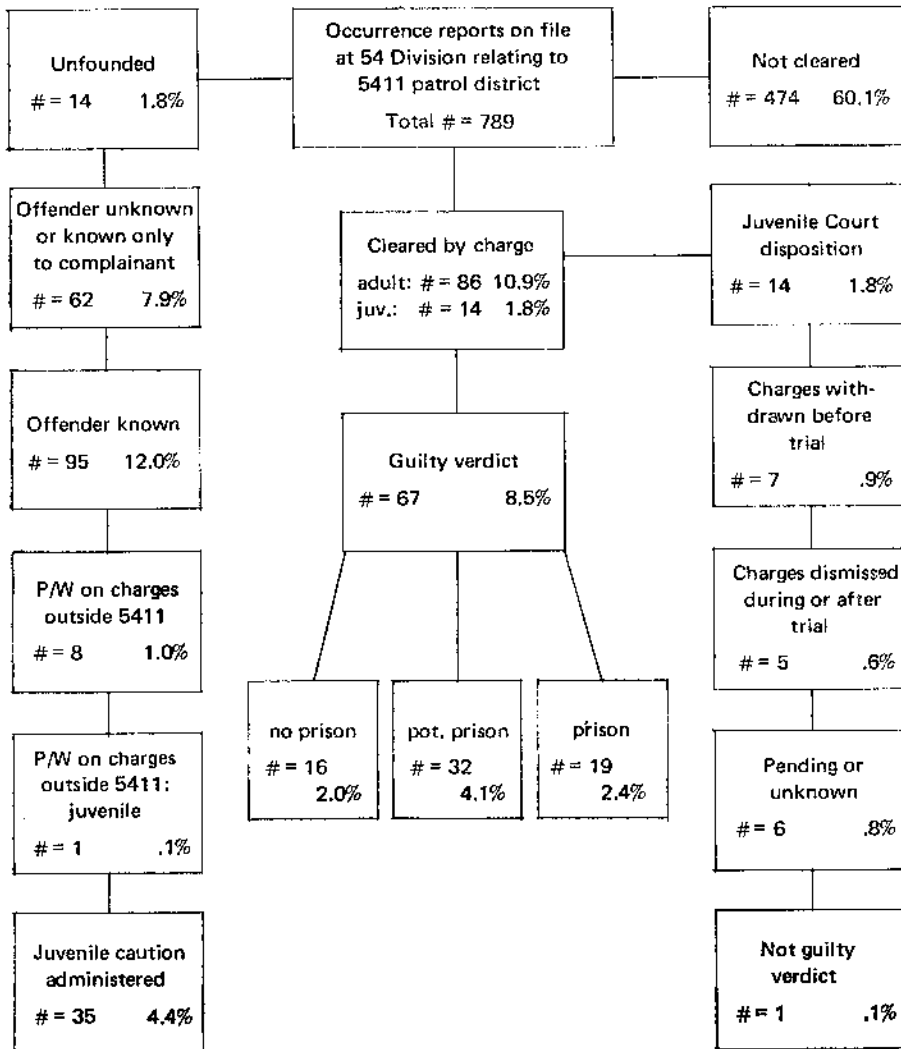 Unfounded
# = 14 1.8%
Occurrence reports on file
at 54 Division relating to
5411 patrol district
Total # = 789
Not cleared
# = 474 60.1%
Offender unknown
or known only
to complainant
# = 62 7.9%
Cleared by charge
adult: # = 86 10.9%
juv.: # = 14 1.8%
Juvenile Court
disposition
# = 14 1.8%
Offender known
# = 95 12.0%
Guilty verdict
# = 67 8.5%
Charges with-
drawn before
trial
# = 7 .9%
P/W on charges
outside 5411
# = 8 1.0%
Charges dismissed
during or after
trial
# = 5 .6%
no prison
# = 16
2.0%
pot. prison
# = 32
4.1%
prison
# = 19
2.4%
P/W on charges
outside 5411:
juvenile
# = 1 .1%
Pending or
unknown
# = 6 .8%
Juvenile caution
administered
# = 35 4.4%
Not guilty
verdict
# = 1 .1%